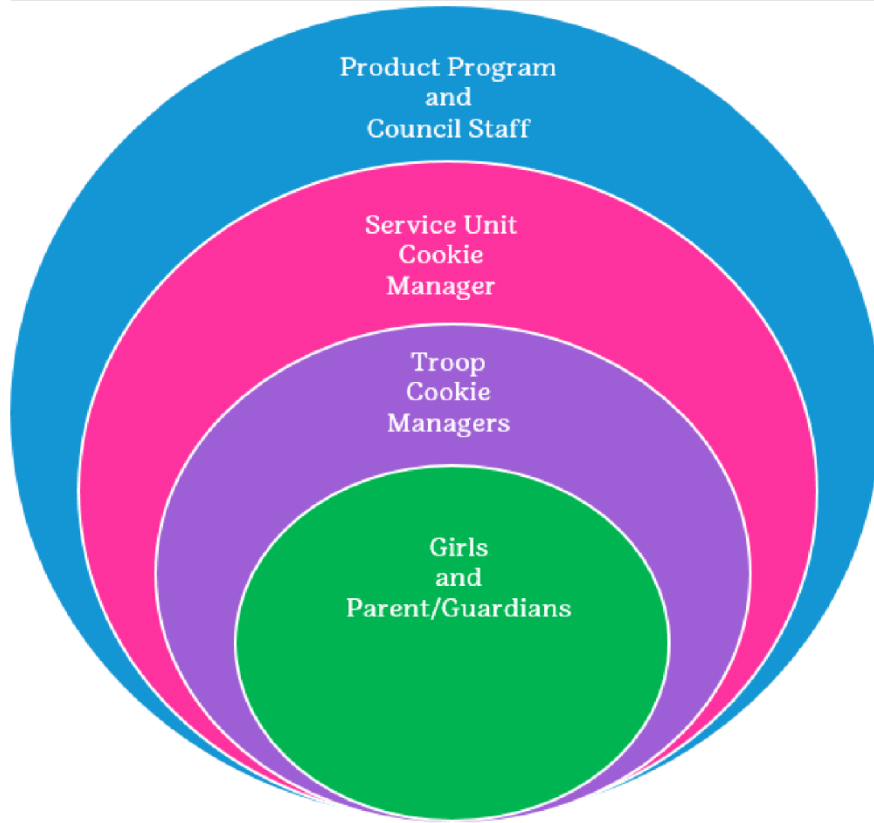 Product Program
and
Council Staff
Service Unit
Cookie
Manager
Troop
Cookie
Managers
Girls
and
Parent/Guardians